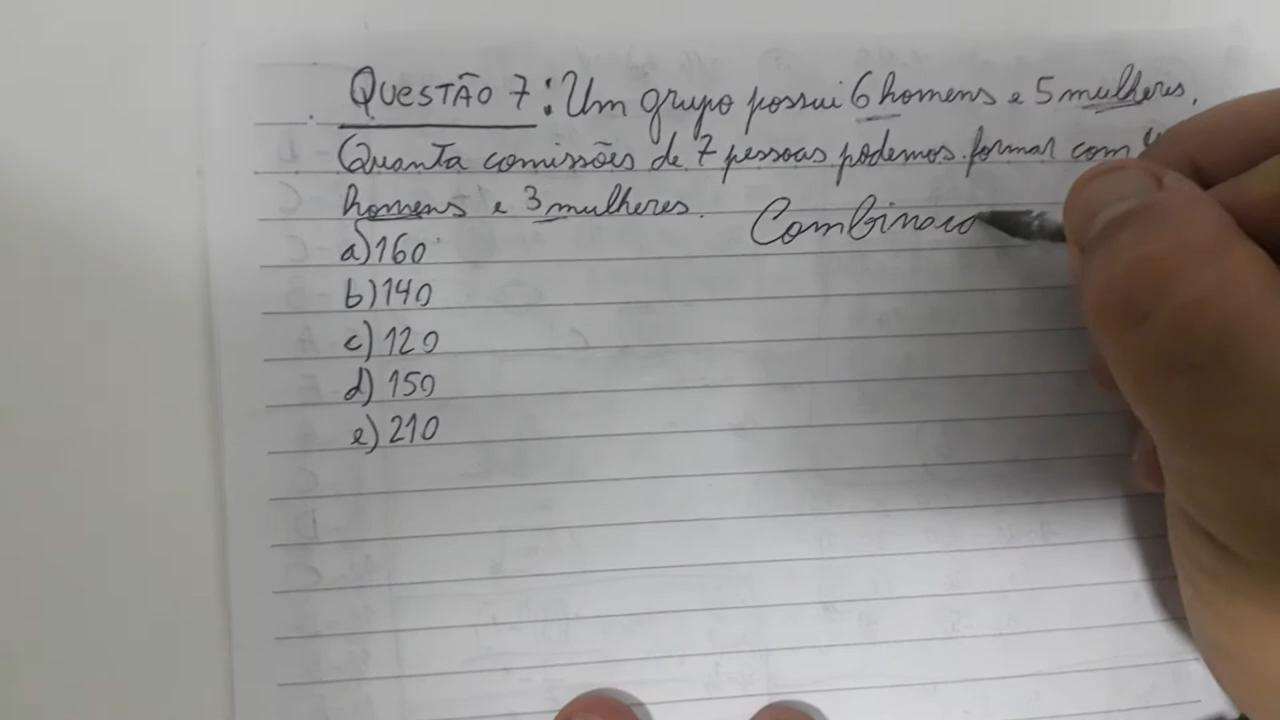 QUESTÃO 7: Um grupo possui 6 homens e 5 mulheres.
Quanta comissões de 7 pessoas podemos formar com
homens e 3 mulheres. Combinaca
a) 160
b) 140
c) 120
d) 150
e) 210